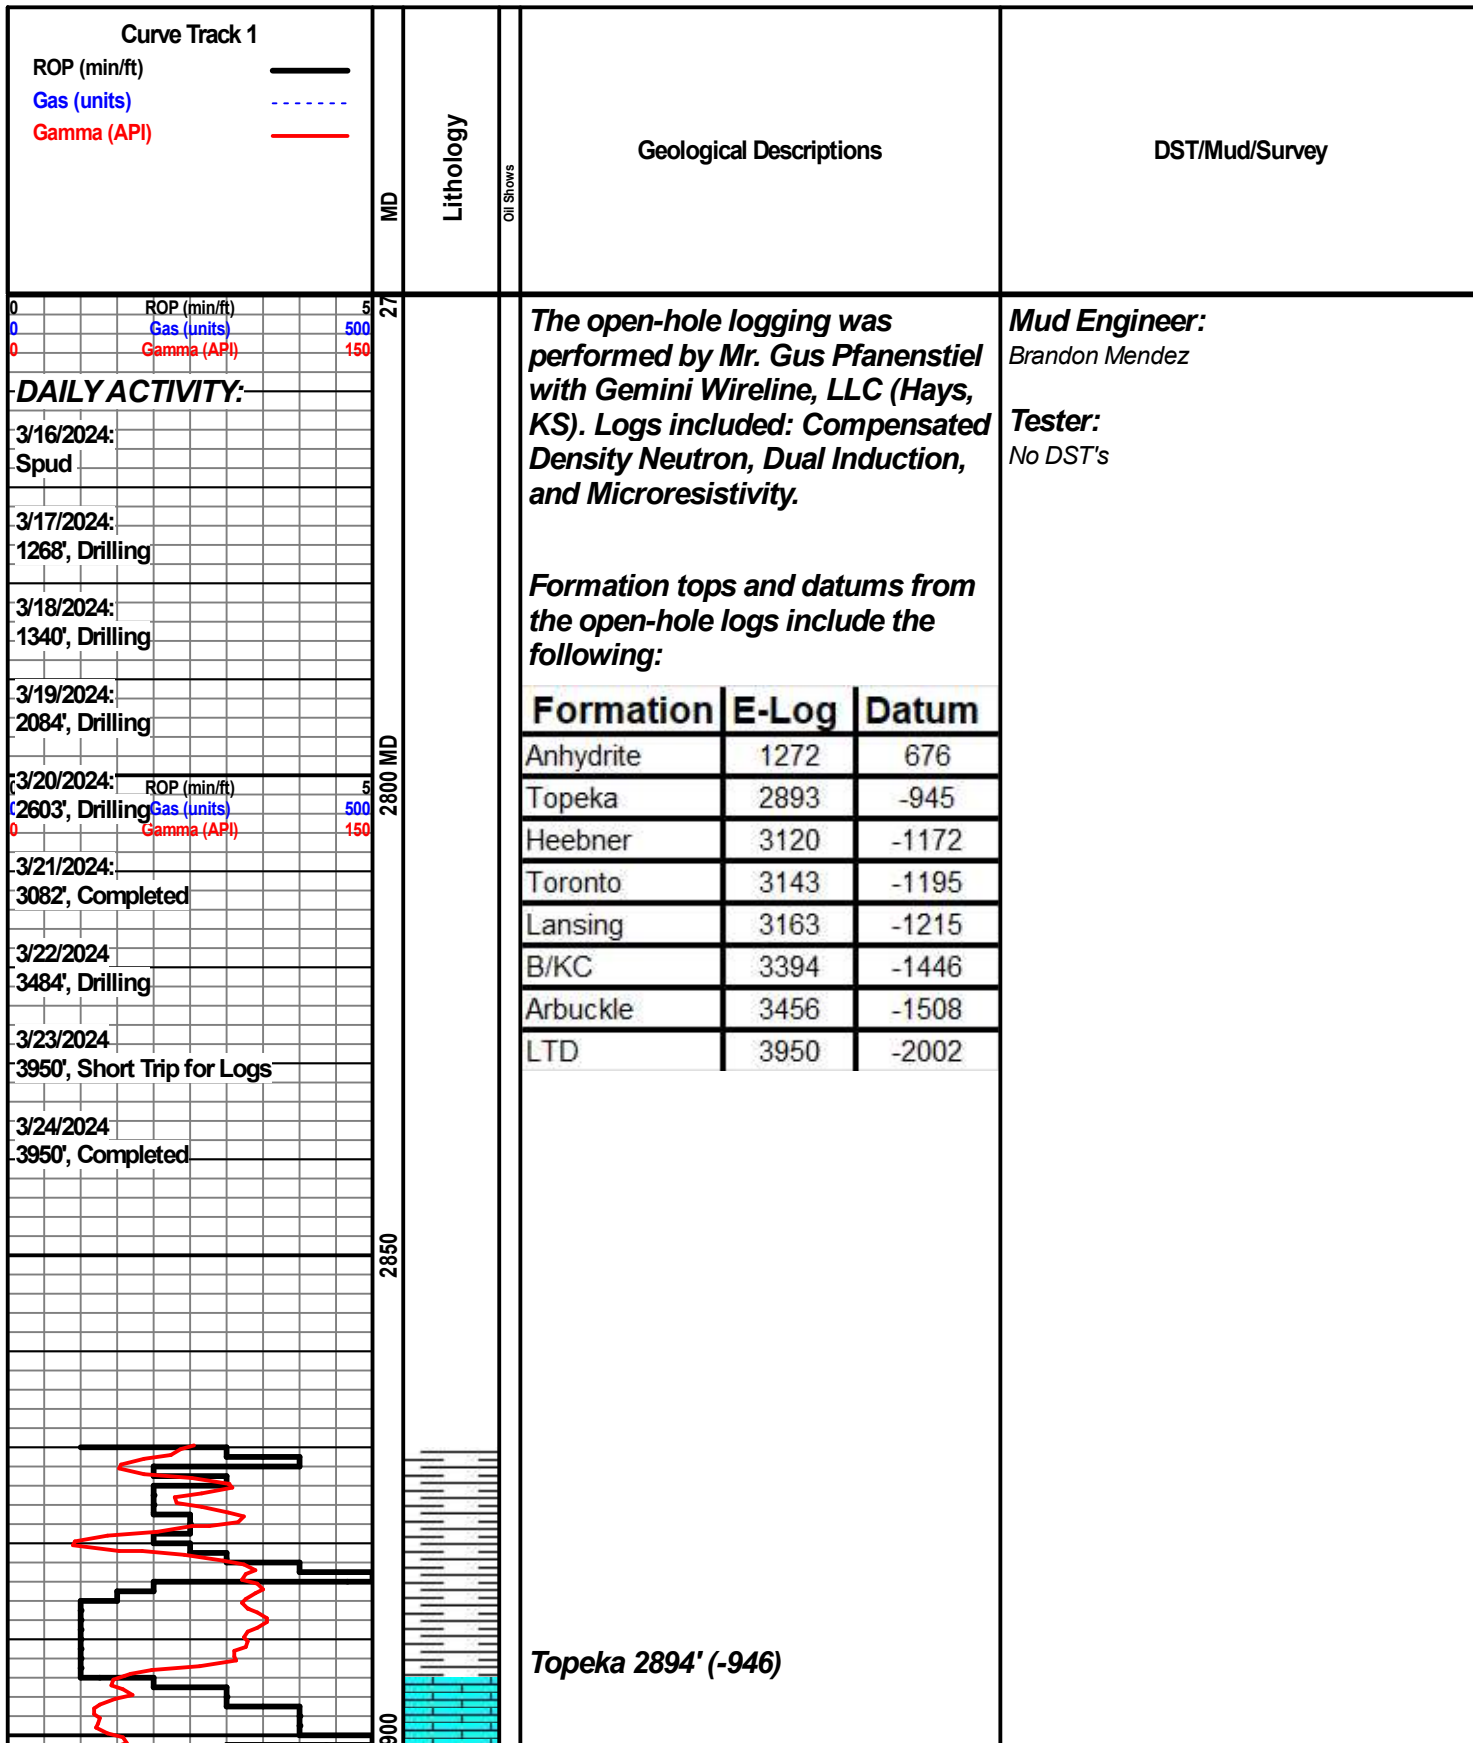 Curve Track 1
ROP (min/ft)
Gas (units)
Gamma (API)
MD
Lithology
Oil Shows
Geological Descriptions
DST/Mud/Survey
0 ROP (min/ft) 5
0 Gas (units) 500
0 Gamma (API) 150
27
DAILY ACTIVITY:
3/16/2024:
Spud
3/17/2024:
1268', Drilling
3/18/2024:
1340', Drilling
3/19/2024:
2084', Drilling
3/20/2024:
2603', Drilling
ROP (min/ft) 5
Gas (units) 500
0 Gamma (API) 150
3/21/2024:
3082', Completed
3/22/2024
3484', Drilling
3/23/2024
3950', Short Trip for Logs
3/24/2024
3950', Completed
2800 MD
2850
900
The open-hole logging was
performed by Mr. Gus Pfanenstiel
with Gemini Wireline, LLC (Hays,
KS). Logs included: Compensated
Density Neutron, Dual Induction,
and Microresistivity.
Formation tops and datums from
the open-hole logs include the
following:
Formation E-Log Datum
Anhydrite 1272 676
Topeka 2893 -945
Heebner 3120 -1172
Toronto 3143 -1195
Lansing 3163 -1215
B/KC 3394 -1446
Arbuckle 3456 -1508
LTD 3950 -2002
Topeka 2894' (-946)
Mud Engineer:
Brandon Mendez
Tester:
No DST's